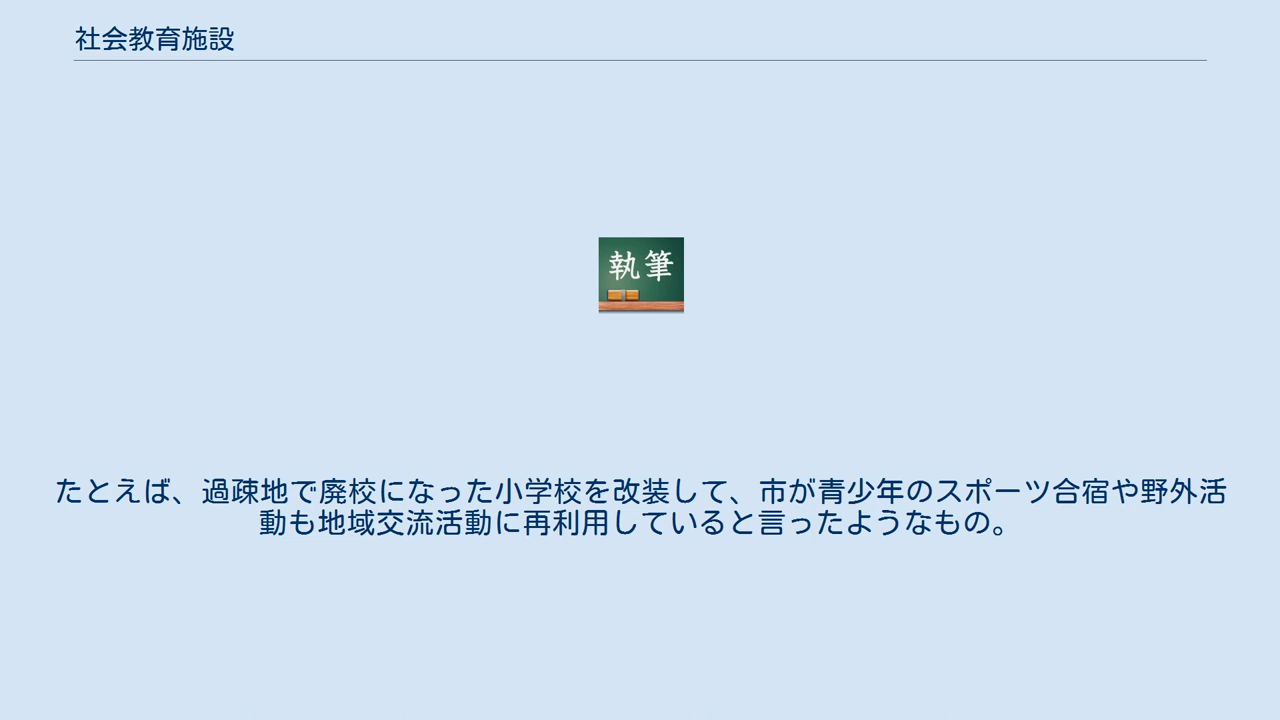 社会教育施設
執筆
たとえば、過疎地で廃校になった小学校を改装して、市が青少年のスポーツ合宿や野外活
動も地域交流活動に再利用していると言ったようなもの。